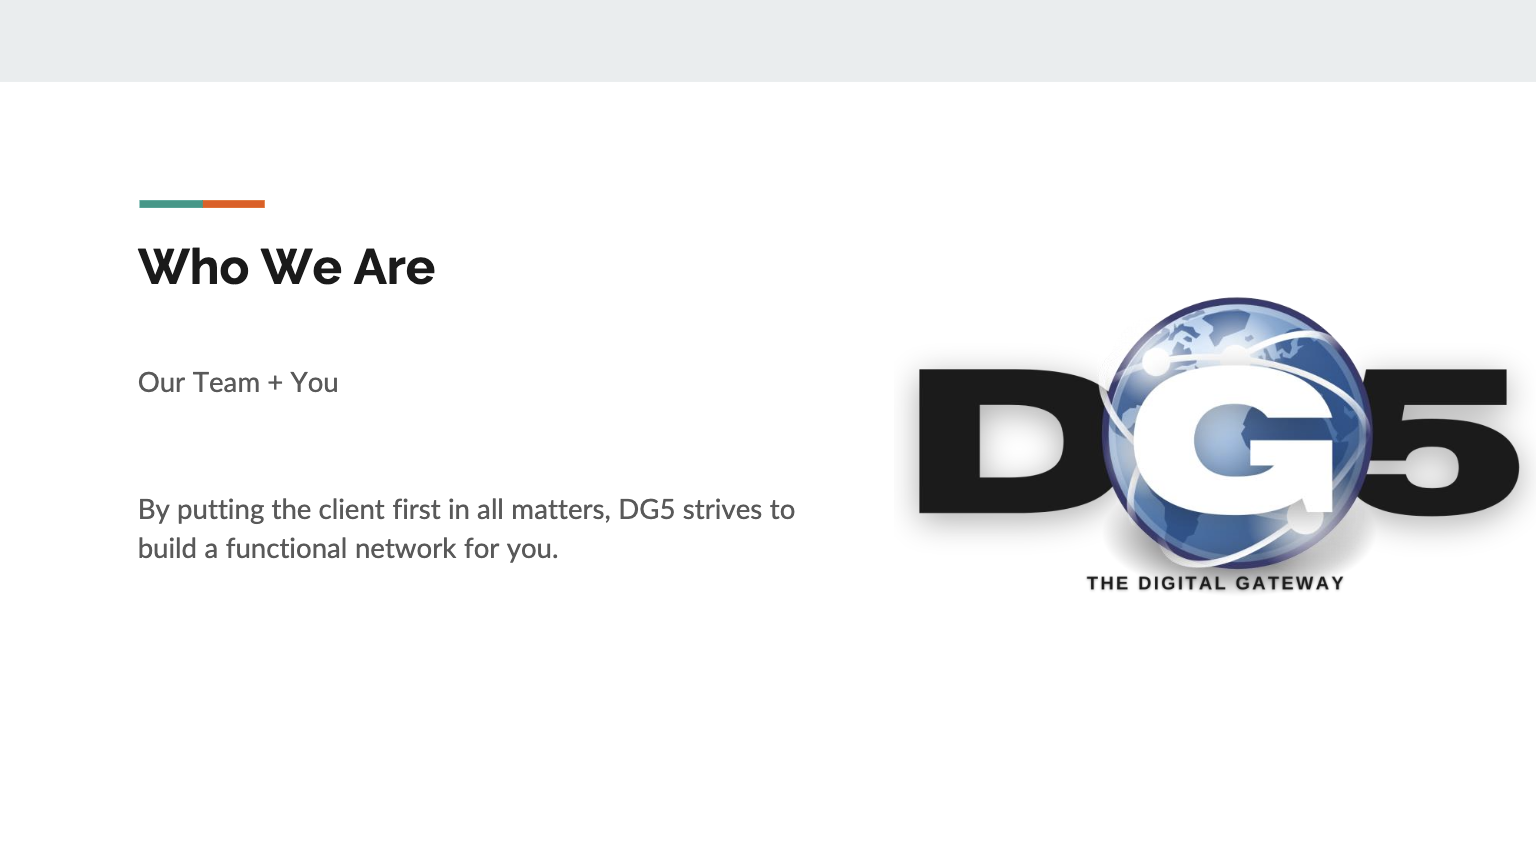 Who We Are
Our Team + You
By putting the client first in all matters, DG5 strives to
build a functional network for you.
DG5
THE DIGITAL GATEWAY